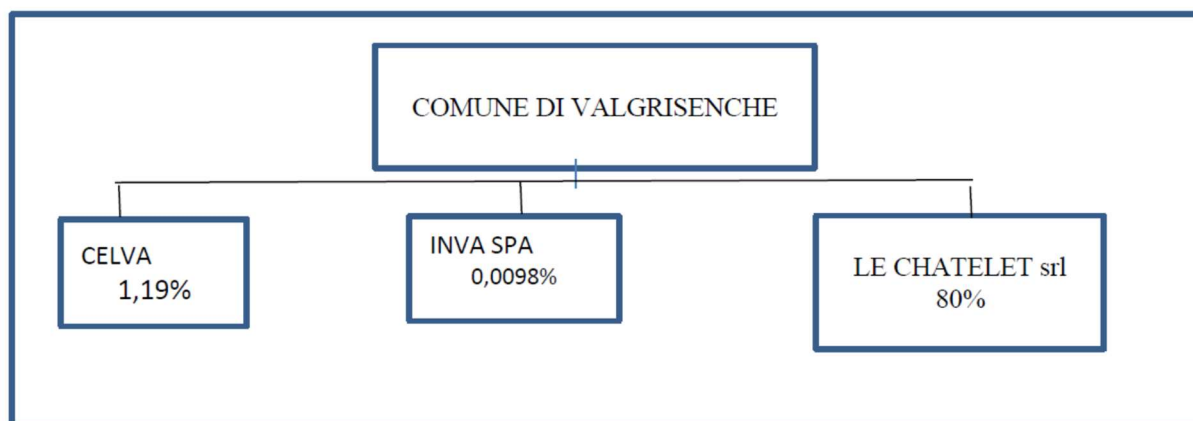 COMUNE DI VALGRISENCHE
CELVA
1,19%
INVA SPA
0,0098%
LE CHATELET srl
80%